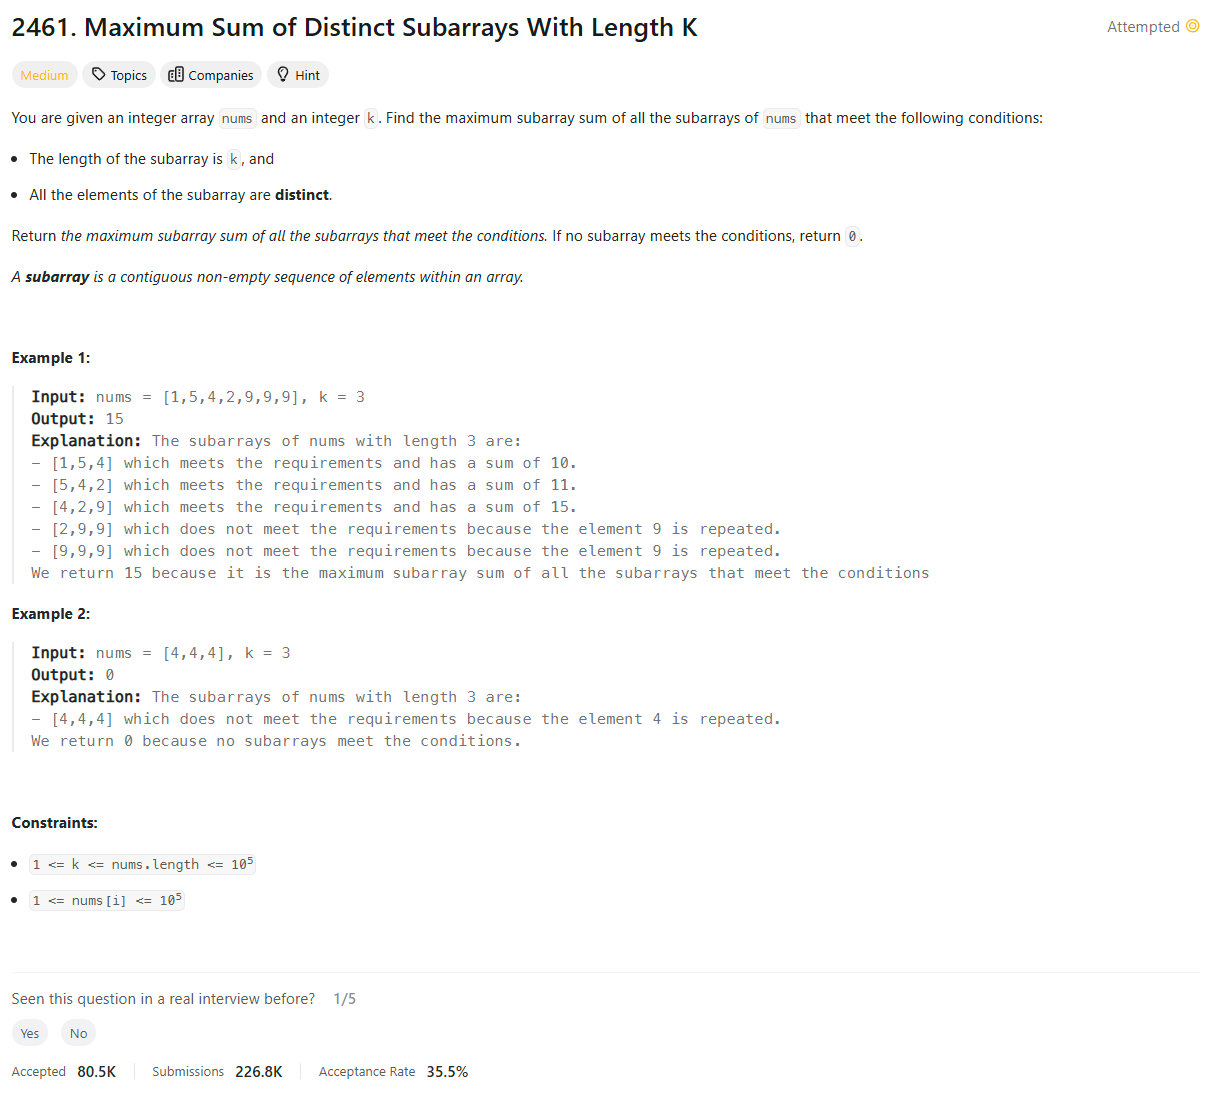 2461. Maximum Sum of Distinct Subarrays With Length K
Attempted
Medium
Topics
Companies
Hint
You are given an integer array nums and an integer k. Find the maximum subarray sum of all the subarrays of nums that meet the following conditions:
• The length of the subarray is k, and
• All the elements of the subarray are distinct.
Return the maximum subarray sum of all the subarrays that meet the conditions. If no subarray meets the conditions, return 0.
A subarray is a contiguous non-empty sequence of elements within an array.
Example 1:
Input: nums = [1,5,4,2,9,9,9], k = 3
Output: 15
Explanation: The subarrays of nums with length 3 are:
- [1,5,4] which meets the requirements and has a sum of 10.
- [5,4,2] which meets the requirements and has a sum of 11.
- [4,2,9] which meets the requirements and has a sum of 15.
- [2,9,9] which does not meet the requirements because the element 9 is repeated.
- [9,9,9] which does not meet the requirements because the element 9 is repeated.
We return 15 because it is the maximum subarray sum of all the subarrays that meet the conditions
Example 2:
Input: nums = [4,4,4], k = 3
Output: 0
Explanation: The subarrays of nums with length 3 are:
- [4,4,4] which does not meet the requirements because the element 4 is repeated.
We return 0 because no subarrays meet the conditions.
Constraints:
• 1 <= k <= nums.length <= 10⁵
• 1 <= nums[i] <= 10⁵
Seen this question in a real interview before? 1/5
Yes
No
Accepted 80.5K
Submissions 226.8K
Acceptance Rate 35.5%